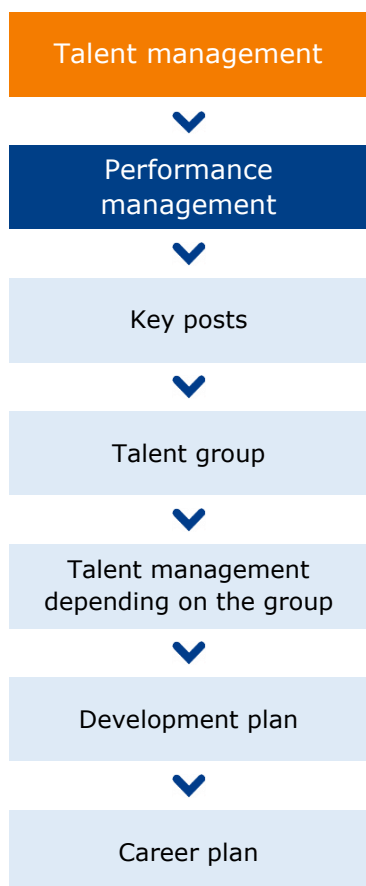 Talent management
Performance
management
Key posts
Talent group
Talent management
depending on the group
Development plan
Career plan